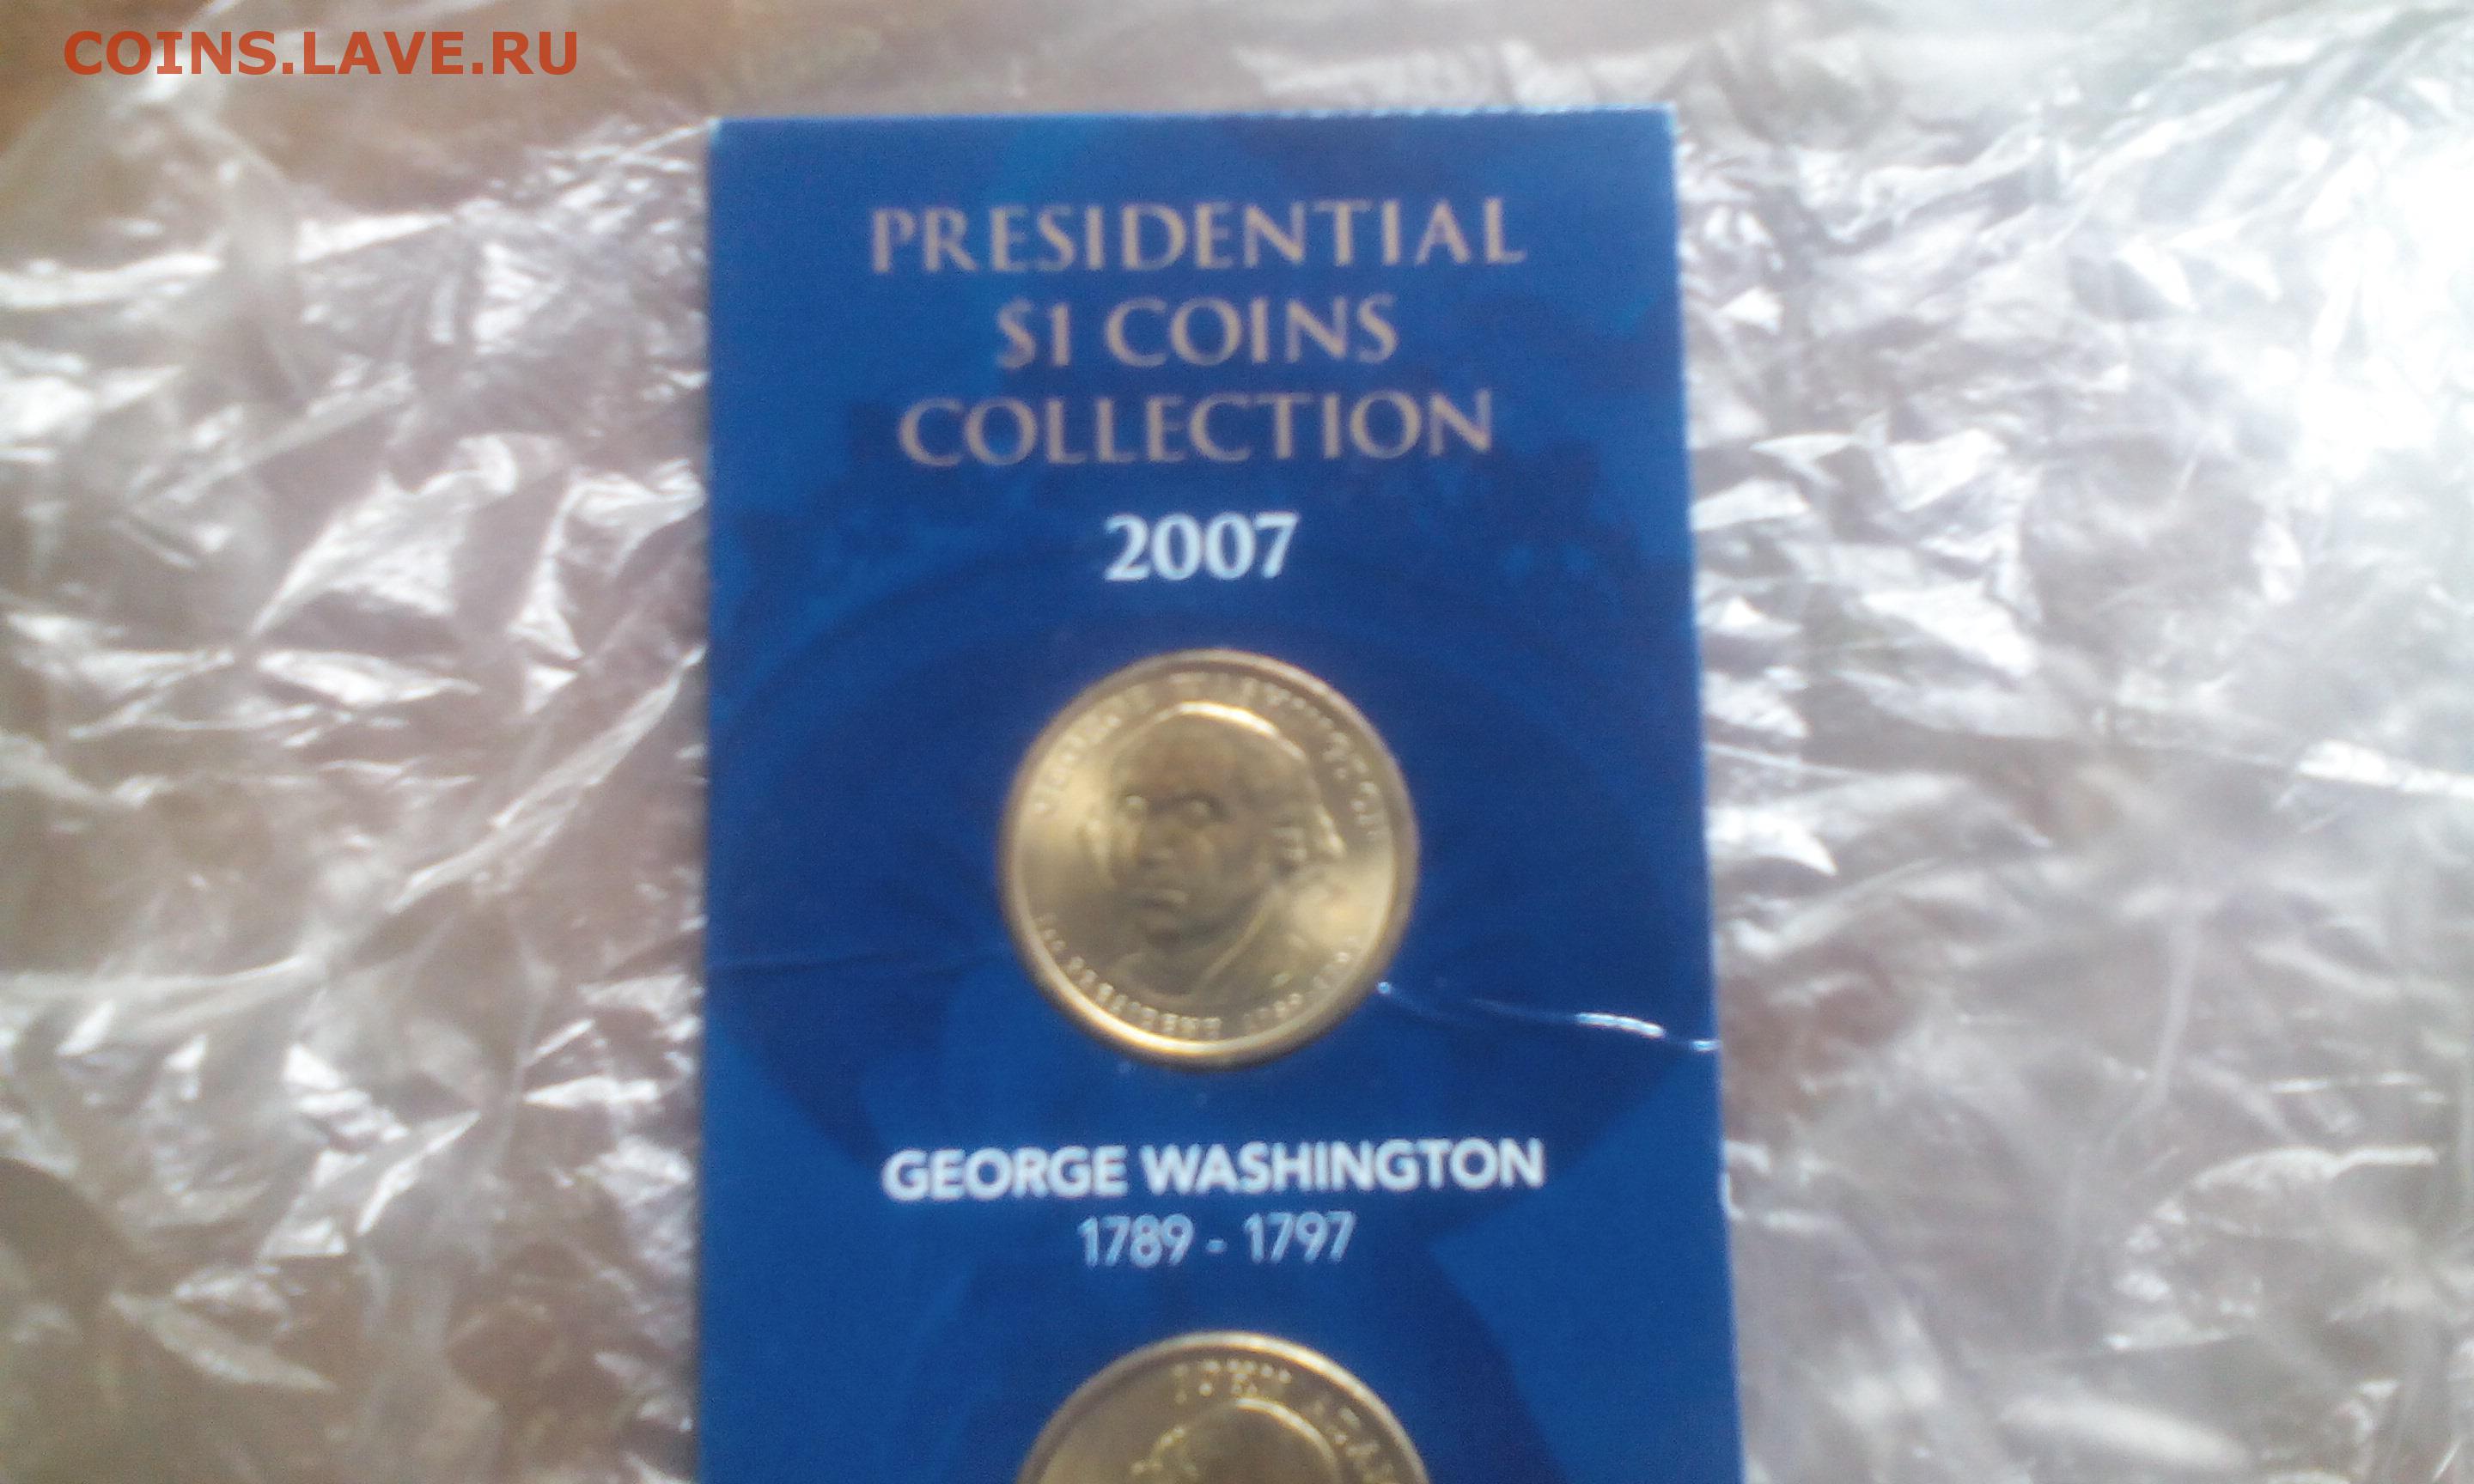 COINS.LAVE.RU
PRESIDENTIAL
$1 COINS
COLLECTION
2007
GEORGE WASHINGTON
1789 - 1797